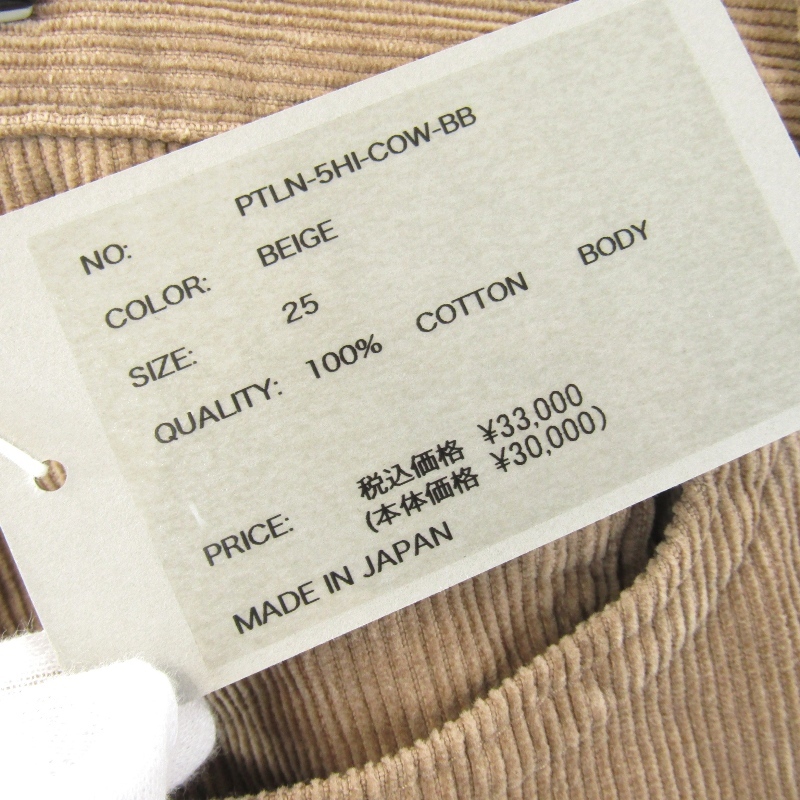 NO: PTLN-5HI-COW-BB
COLOR: BEIGE
SIZE: 25
QUALITY: 100% COTTON BODY
PRICE: 税込価格 ¥33,000
(本体価格 ¥30,000)
MADE IN JAPAN